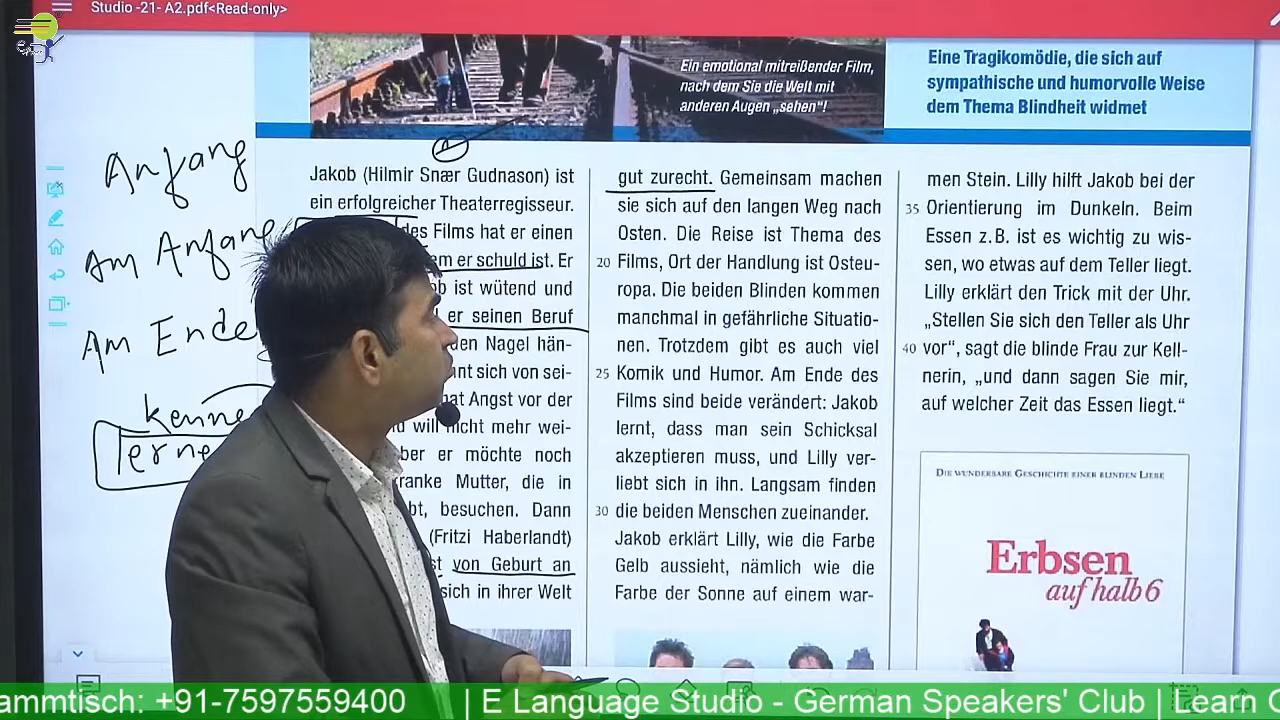 Studio -21- A2.pdf<Read-only>
Ein emotional mitreißender Film,
nach dem Sie die Welt mit
anderen Augen „sehen“!
Eine Tragikomödie, die sich auf
sympathische und humorvolle Weise
dem Thema Blindheit widmet
Anfang
Am Anfang
Am Ende
kenne
lerne
Jakob (Hilmir Snær Gudnason) ist
ein erfolgreicher Theaterregisseur.
des Films hat er einen
er schuld ist. Er
ist wütend und
er seinen Beruf
den Nagel hän-
sich von sei-
hat Angst vor der
will nicht mehr wei-
er möchte noch
Mutter, die in
besuchen. Dann
(Fritzi Haberlandt)
von Geburt an
sich in ihrer Welt
gut zurecht. Gemeinsam machen
sie sich auf den langen Weg nach
Osten. Die Reise ist Thema des
20 Films, Ort der Handlung ist Osteu-
ropa. Die beiden Blinden kommen
manchmal in gefährliche Situatio-
nen. Trotzdem gibt es auch viel
25 Komik und Humor. Am Ende des
Films sind beide verändert: Jakob
lernt, dass man sein Schicksal
akzeptieren muss, und Lilly ver-
liebt sich in ihn. Langsam finden
30 die beiden Menschen zueinander.
Jakob erklärt Lilly, wie die Farbe
Gelb aussieht, nämlich wie die
Farbe der Sonne auf einem war-
men Stein. Lilly hilft Jakob bei der
35 Orientierung im Dunkeln. Beim
Essen z.B. ist es wichtig zu wis-
sen, wo etwas auf dem Teller liegt.
Lilly erklärt den Trick mit der Uhr.
„Stellen Sie sich den Teller als Uhr
40 vor“, sagt die blinde Frau zur Kell-
nerin, „und dann sagen Sie mir,
auf welcher Zeit das Essen liegt.“
Die wunderbare Geschichte einer blinden Liebe
Erbsen
auf halb 6
ammtisch: +91-7597559400 | E Language Studio - German Speakers' Club | Learn